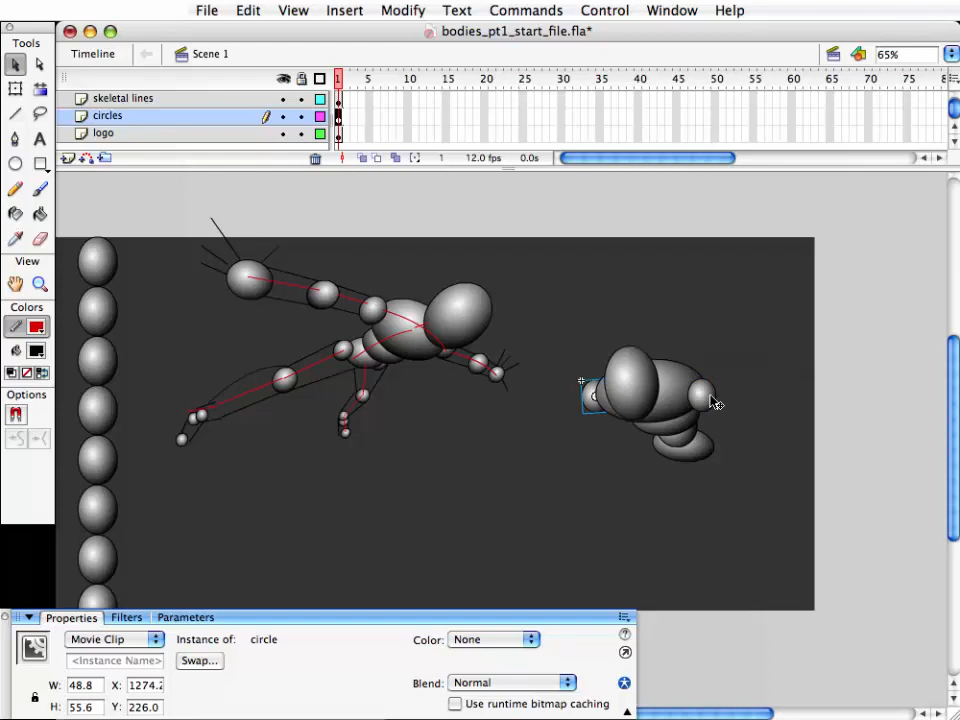 File Edit View Insert Modify Text Commands Control Window Help
bodies_pt1_start_file.fla*
Tools
Timeline Scene 1 65%
1 5 10 15 20 25 30 35 40 45 50 55 60 65 70 75 8
skeletal lines
circles
logo
1 12.0 fps 0.0s
A
View
Colors
Options
Properties Filters Parameters
Movie Clip Instance of: circle Color: None
<Instance Name> Swap...
W: 48.8 X: 1274.2 Blend: Normal
H: 55.6 Y: 226.0 Use runtime bitmap caching